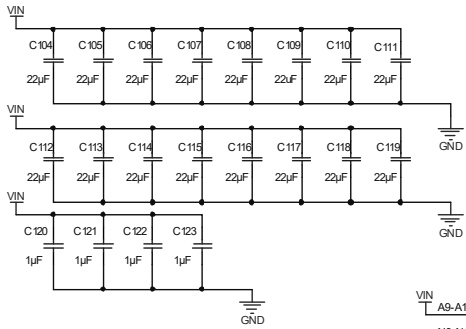 VIN
C104 C105 C106 C107 C108 C109 C110 C111
22µF 22µF 22µF 22µF 22µF 22uF 22µF 22µF
GND
VIN
C112 C113 C114 C115 C116 C117 C118 C119
22µF 22µF 22µF 22µF 22µF 22µF 22µF 22µF
GND
VIN
C120 C121 C122 C123
1µF 1µF 1µF 1µF
GND
VIN
A9-A1